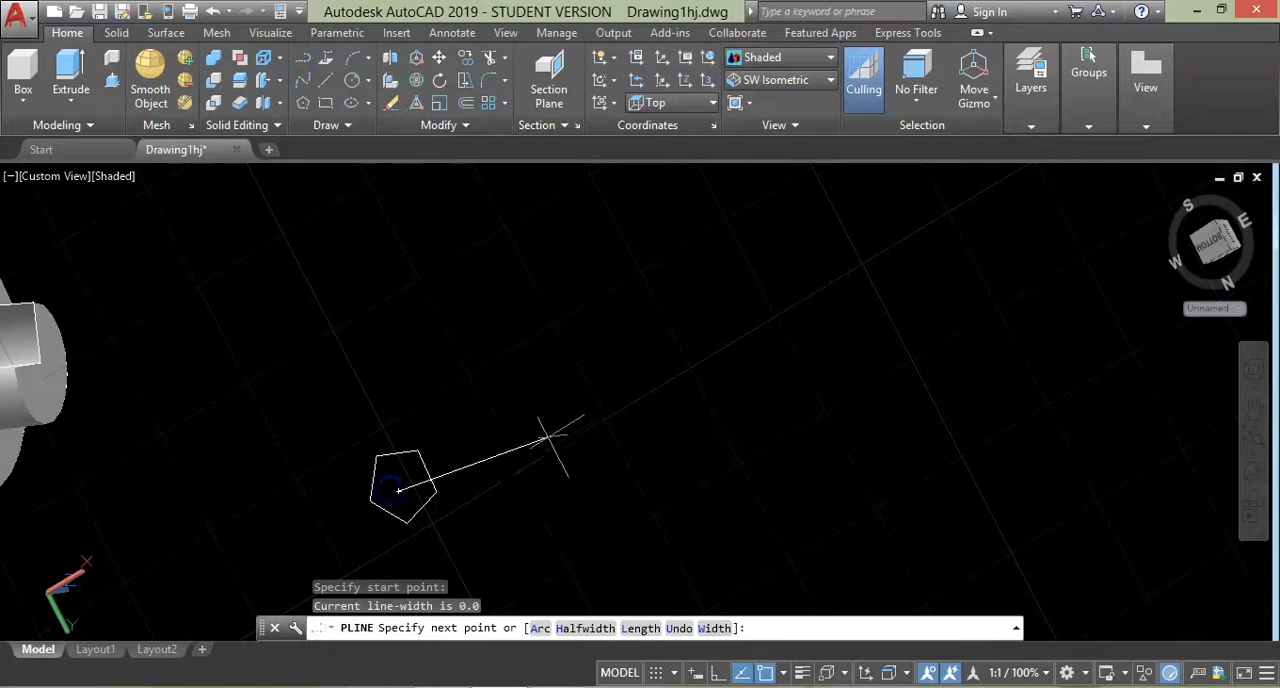 Autodesk AutoCAD 2019 - STUDENT VERSION Drawing1hj.dwg Type a keyword or phrase Sign In
Home Solid Surface Mesh Visualize Parametric Insert Annotate View Manage Output Add-ins Collaborate Featured Apps Express Tools
Shaded
SW Isometric
Box Extrude Smooth Object Section Plane Culling No Filter Move Gizmo Layers Groups View
Top
Modeling Mesh Solid Editing Draw Modify Section Coordinates View Selection
Start Drawing1hj*
[−][Custom View][Shaded]
S
E
BOTTOM
W
N
Unnamed
X
Y
Specify start point:
Current line-width is 0.0
PLINE Specify next point or [Arc Halfwidth Length Undo Width]:
Model Layout1 Layout2
MODEL 1:1 / 100%